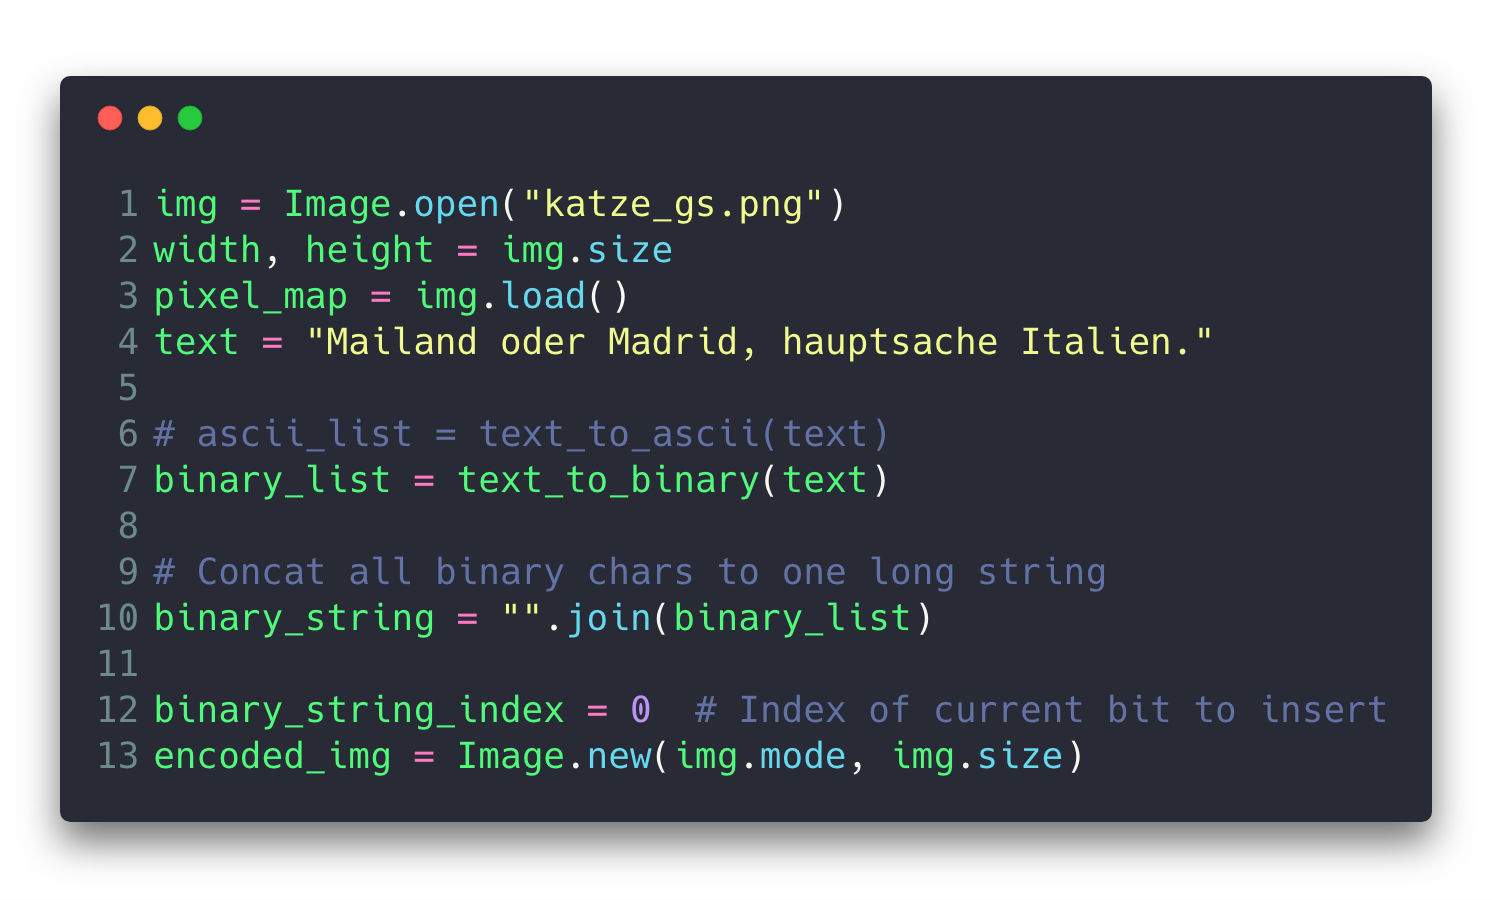 1 img = Image.open("katze_gs.png")
2 width, height = img.size
3 pixel_map = img.load()
4 text = "Mailand oder Madrid, hauptsache Italien."
5
6 # ascii_list = text_to_ascii(text)
7 binary_list = text_to_binary(text)
8
9 # Concat all binary chars to one long string
10 binary_string = "".join(binary_list)
11
12 binary_string_index = 0  # Index of current bit to insert
13 encoded_img = Image.new(img.mode, img.size)